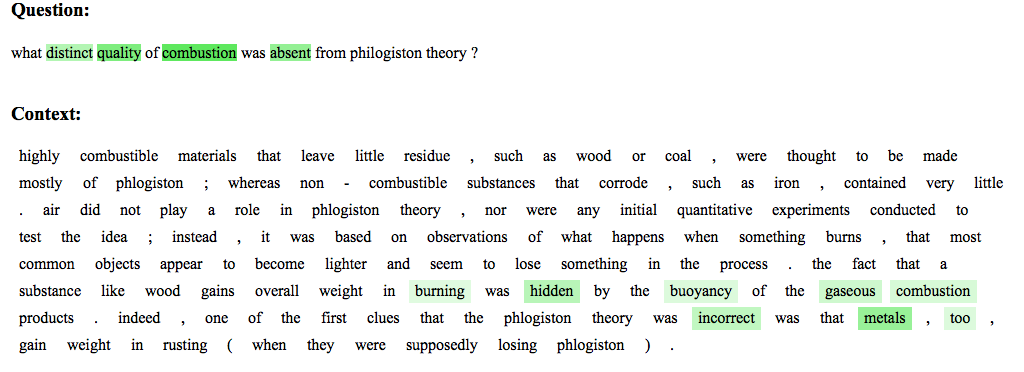 Question:
what distinct quality of combustion was absent from philogiston theory ?
Context:
highly combustible materials that leave little residue , such as wood or coal , were thought to be made
mostly of phlogiston ; whereas non - combustible substances that corrode , such as iron , contained very little
. air did not play a role in phlogiston theory , nor were any initial quantitative experiments conducted to
test the idea ; instead , it was based on observations of what happens when something burns , that most
common objects appear to become lighter and seem to lose something in the process . the fact that a
substance like wood gains overall weight in burning was hidden by the buoyancy of the gaseous combustion
products . indeed , one of the first clues that the phlogiston theory was incorrect was that metals , too ,
gain weight in rusting ( when they were supposedly losing phlogiston ) .